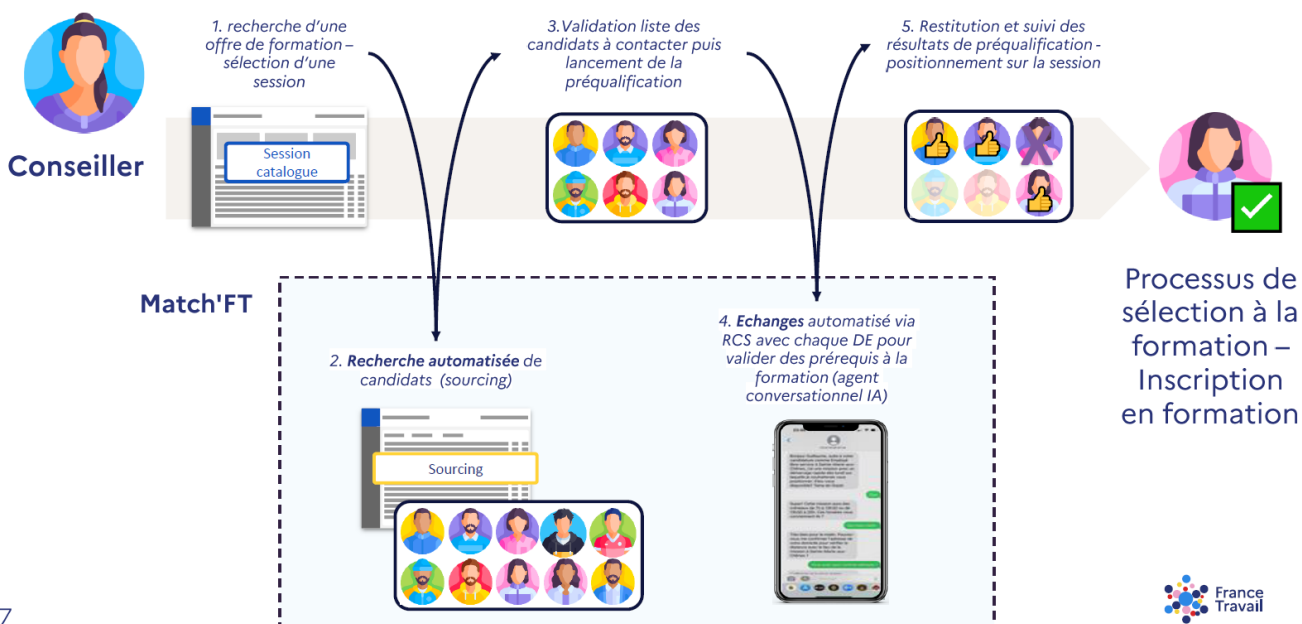 1. recherche d'une
offre de formation –
sélection d'une
session
3.Validation liste des
candidats à contacter puis
lancement de la
préqualification
5. Restitution et suivi des
résultats de préqualification -
positionnement sur la session
Conseiller
Session
catalogue
Match'FT
2. Recherche automatisée de
candidats (sourcing)
Sourcing
4. Echanges automatisé via
RCS avec chaque DE pour
valider des prérequis à la
formation (agent
conversationnel IA)
Processus de
sélection à la
formation –
Inscription
en formation
France
Travail
7